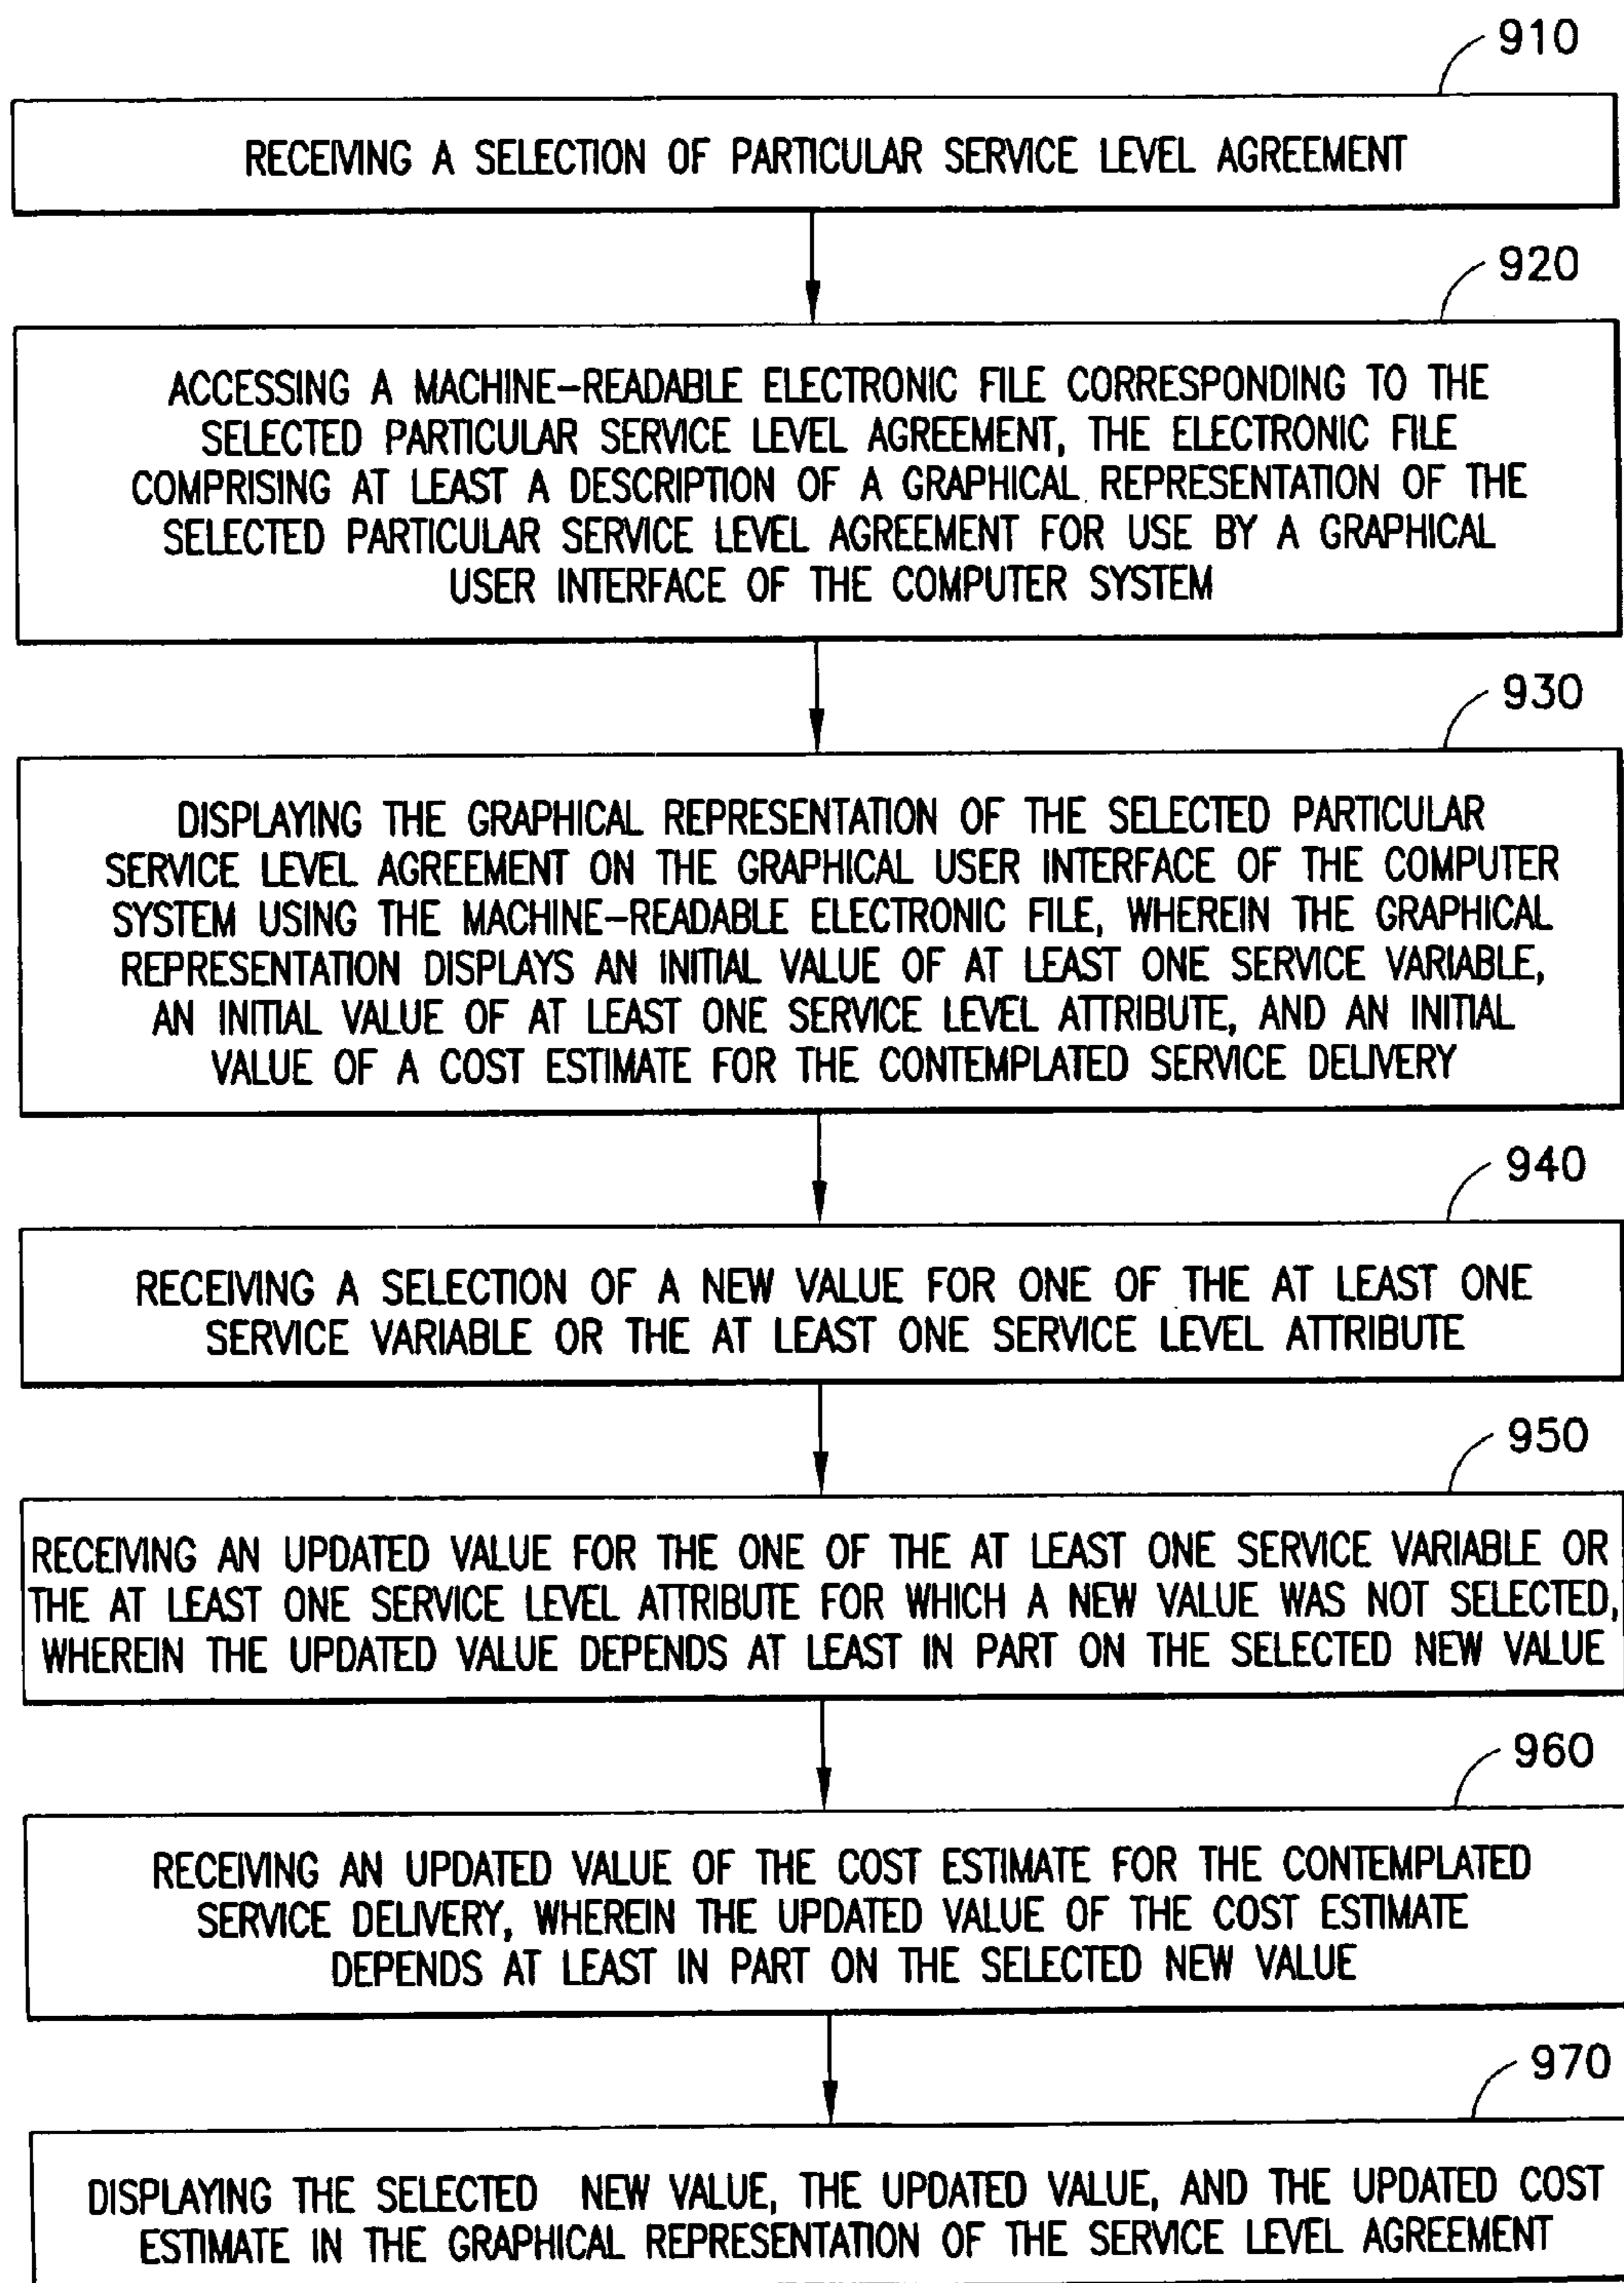 910
RECEIVING A SELECTION OF PARTICULAR SERVICE LEVEL AGREEMENT
920
ACCESSING A MACHINE-READABLE ELECTRONIC FILE CORRESPONDING TO THE
SELECTED PARTICULAR SERVICE LEVEL AGREEMENT, THE ELECTRONIC FILE
COMPRISING AT LEAST A DESCRIPTION OF A GRAPHICAL REPRESENTATION OF THE
SELECTED PARTICULAR SERVICE LEVEL AGREEMENT FOR USE BY A GRAPHICAL
USER INTERFACE OF THE COMPUTER SYSTEM
930
DISPLAYING THE GRAPHICAL REPRESENTATION OF THE SELECTED PARTICULAR
SERVICE LEVEL AGREEMENT ON THE GRAPHICAL USER INTERFACE OF THE COMPUTER
SYSTEM USING THE MACHINE-READABLE ELECTRONIC FILE, WHEREIN THE GRAPHICAL
REPRESENTATION DISPLAYS AN INITIAL VALUE OF AT LEAST ONE SERVICE VARIABLE,
AN INITIAL VALUE OF AT LEAST ONE SERVICE LEVEL ATTRIBUTE, AND AN INITIAL
VALUE OF A COST ESTIMATE FOR THE CONTEMPLATED SERVICE DELIVERY
940
RECEIVING A SELECTION OF A NEW VALUE FOR ONE OF THE AT LEAST ONE
SERVICE VARIABLE OR THE AT LEAST ONE SERVICE LEVEL ATTRIBUTE
950
RECEIVING AN UPDATED VALUE FOR THE ONE OF THE AT LEAST ONE SERVICE VARIABLE OR
THE AT LEAST ONE SERVICE LEVEL ATTRIBUTE FOR WHICH A NEW VALUE WAS NOT SELECTED,
WHEREIN THE UPDATED VALUE DEPENDS AT LEAST IN PART ON THE SELECTED NEW VALUE
960
RECEIVING AN UPDATED VALUE OF THE COST ESTIMATE FOR THE CONTEMPLATED
SERVICE DELIVERY, WHEREIN THE UPDATED VALUE OF THE COST ESTIMATE
DEPENDS AT LEAST IN PART ON THE SELECTED NEW VALUE
970
DISPLAYING THE SELECTED NEW VALUE, THE UPDATED VALUE, AND THE UPDATED COST
ESTIMATE IN THE GRAPHICAL REPRESENTATION OF THE SERVICE LEVEL AGREEMENT